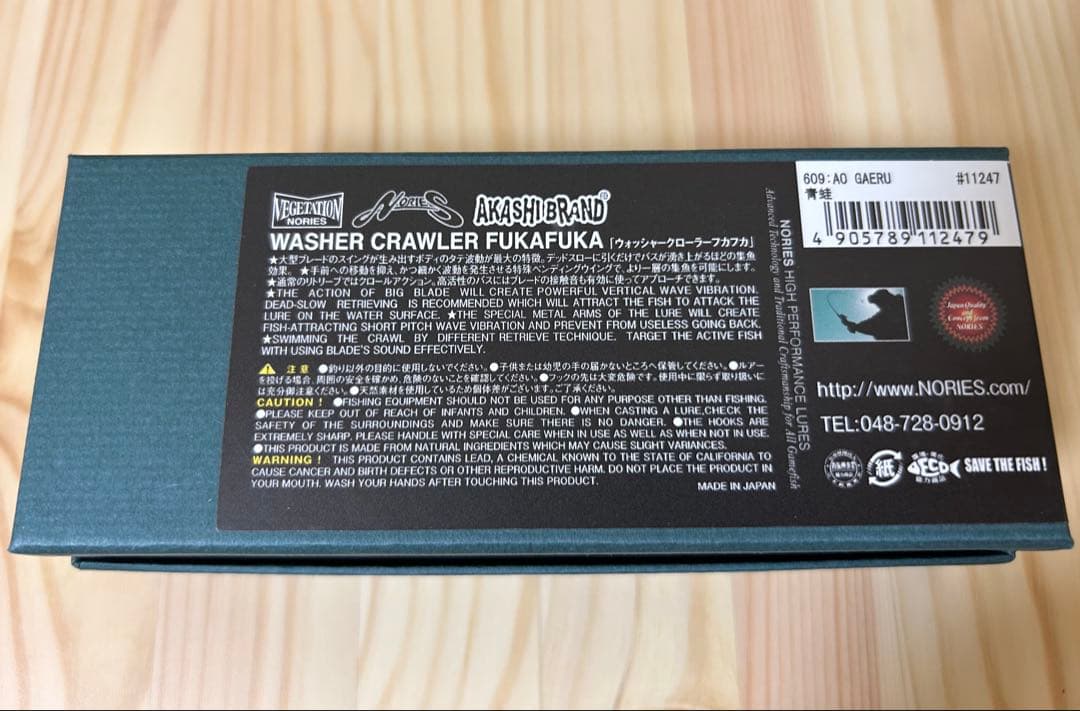 VEGETATION
NORIES
NORIES
AKASHI BRAND®
WASHER CRAWLER FUKAFUKA「ウォッシャークローラーフカフカ」
★大型ブレードのスイングが生み出すボディのタテ波動が最大の特徴。デッドスローに引くだけでバスが湧き上がるほどの集魚
効果。★手前への移動を抑え、かつ細かく波動を発生させる特殊ベンディングウイングで、より一層の集魚を可能にします。
★通常のリトリーブではクロールアクション。高活性のバスにはブレードの接触音も有効に使ってアプローチできます。
★THE ACTION OF BIG BLADE WILL CREATE POWERFUL VERTICAL WAVE VIBRATION.
DEAD-SLOW RETRIEVING IS RECOMMENDED WHICH WILL ATTRACT THE FISH TO ATTACK THE
LURE ON THE WATER SURFACE. ★THE SPECIAL METAL ARMS OF THE LURE WILL CREATE
FISH-ATTRACTING SHORT PITCH WAVE VIBRATION AND PREVENT FROM USELESS GOING BACK.
★SWIMMING THE CRAWL BY DIFFERENT RETRIEVE TECHNIQUE. TARGET THE ACTIVE FISH
WITH USING BLADE'S SOUND EFFECTIVELY.
注意 ●釣り以外の目的に使用しないでください。●子供または幼児の手の届かないところへ保管してください。●ルアー
を投げる場合、周囲の安全を確かめ、危険のないことを確認してください。●フックの先は大変危険です。使用中に限らず取り扱いに
は充分御注意ください。●天然素材を使用しているため個体差がございます。ご了承ください。
CAUTION! ●FISHING EQUIPMENT SHOULD NOT BE USED FOR ANY PURPOSE OTHER THAN FISHING.
●PLEASE KEEP OUT OF REACH OF INFANTS AND CHILDREN. ●WHEN CASTING A LURE,CHECK THE
SAFETY OF THE SURROUNDINGS AND MAKE SURE THERE IS NO DANGER. ●THE HOOKS ARE
EXTREMELY SHARP. PLEASE HANDLE WITH SPECIAL CARE WHEN IN USE AS WELL AS WHEN NOT IN USE.
●THIS PRODUCT IS MADE FROM NATURAL INGREDIENTS WHICH MAY CAUSE SLIGHT VARIANCES.
WARNING! THIS PRODUCT CONTAINS LEAD, A CHEMICAL KNOWN TO THE STATE OF CALIFORNIA TO
CAUSE CANCER AND BIRTH DEFECTS OR OTHER REPRODUCTIVE HARM. DO NOT PLACE THE PRODUCT IN
YOUR MOUTH. WASH YOUR HANDS AFTER TOUCHING THIS PRODUCT.
MADE IN JAPAN
NORIES HIGH PERFORMANCE LURES
Advanced Technology and Traditional Craftsmanship for All Gamefish
609:AO GAERU #11247
青蛙
4 905789 112479
Japan Quality
and
Concept from
NORIES
http://www.NORIES.com/
TEL:048-728-0912
紙
ECO
SAVE THE FISH!